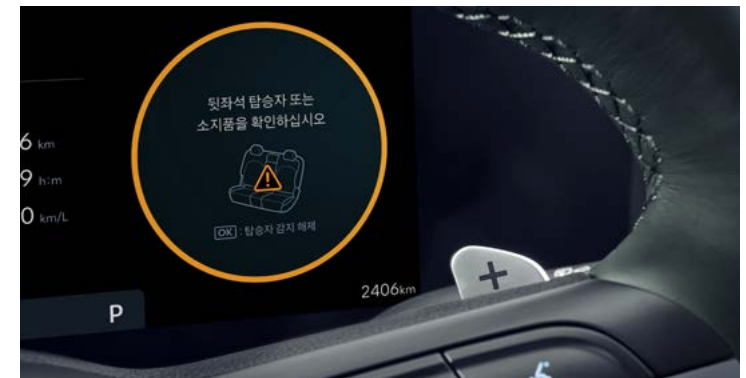 뒷좌석 탑승자 또는
소지품을 확인하십시오
6 km
9 h:m
0 km/L
OK : 탑승자 감지 해제
2406km
P
+